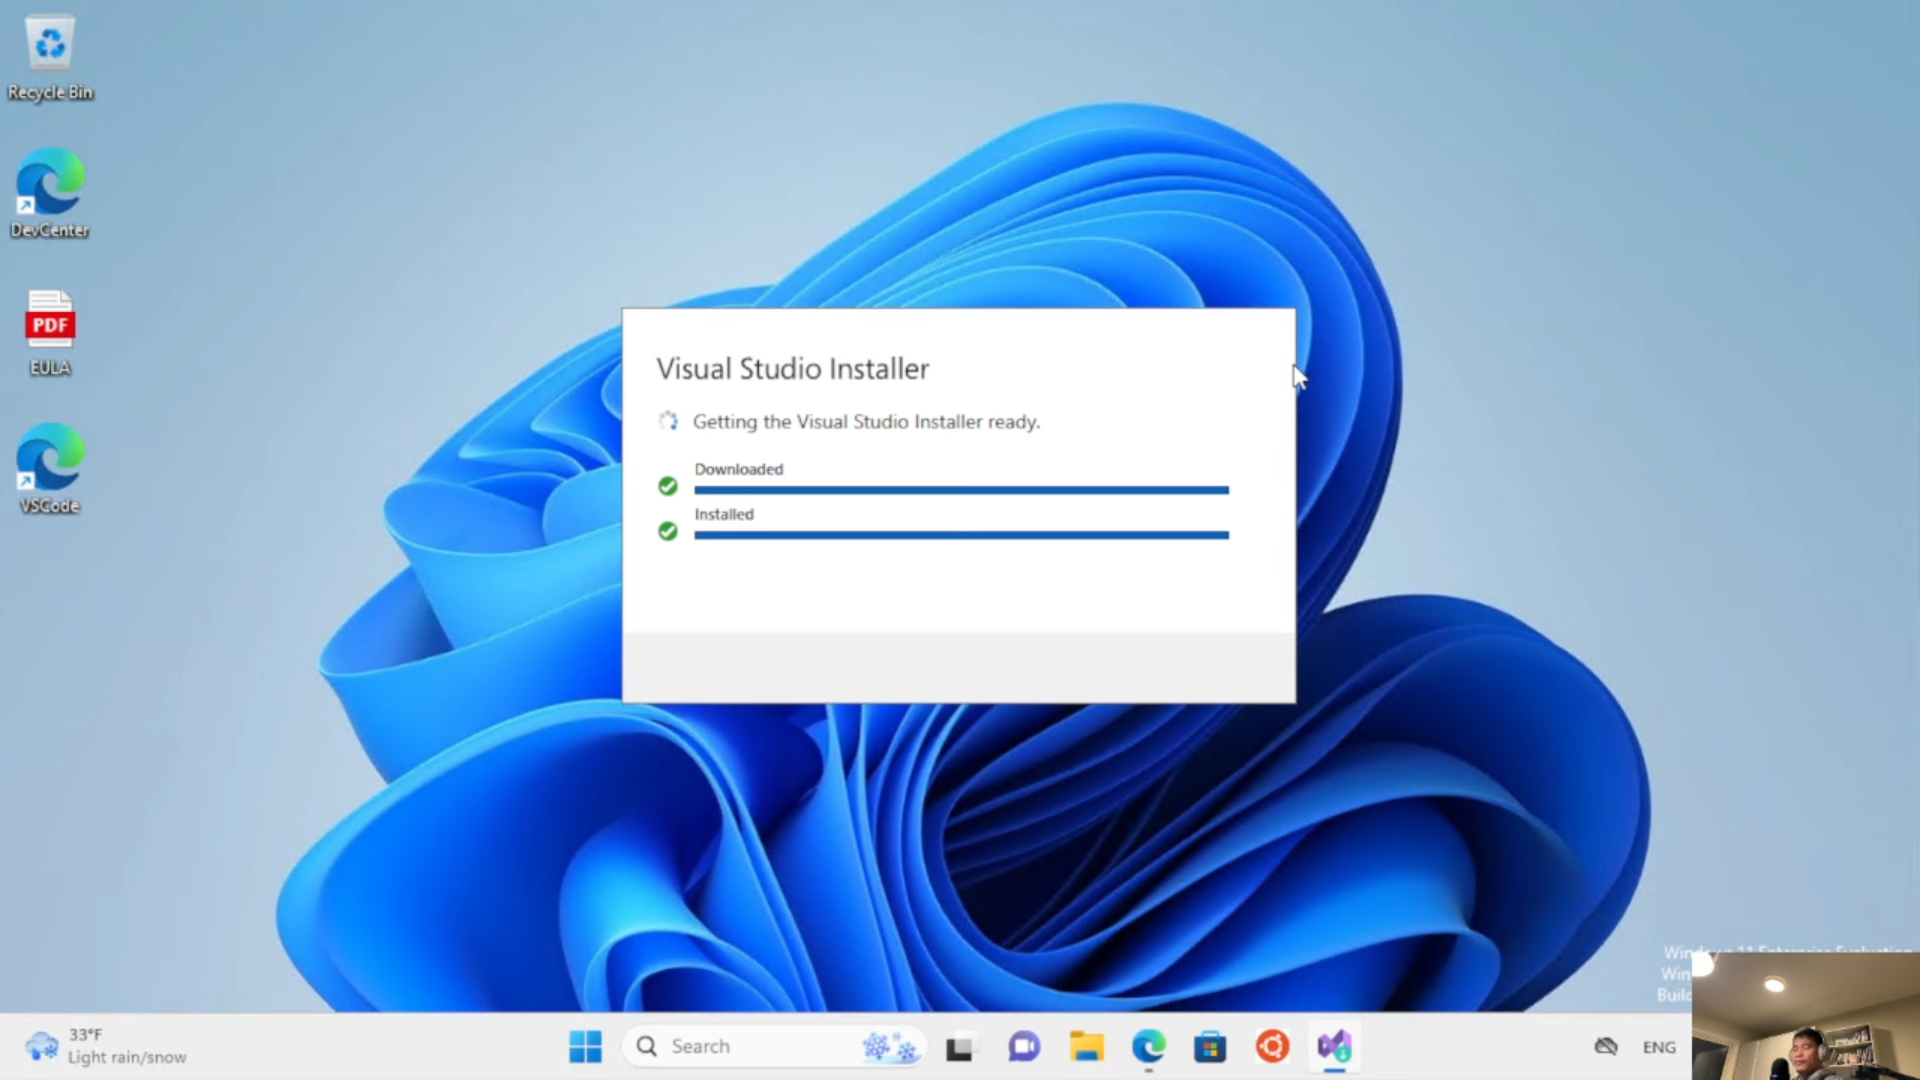 Recycle Bin
DevCenter
PDF
EULA
VSCode
Visual Studio Installer
Getting the Visual Studio Installer ready.
Downloaded
Installed
33°F
Light rain/snow
Search
ENG